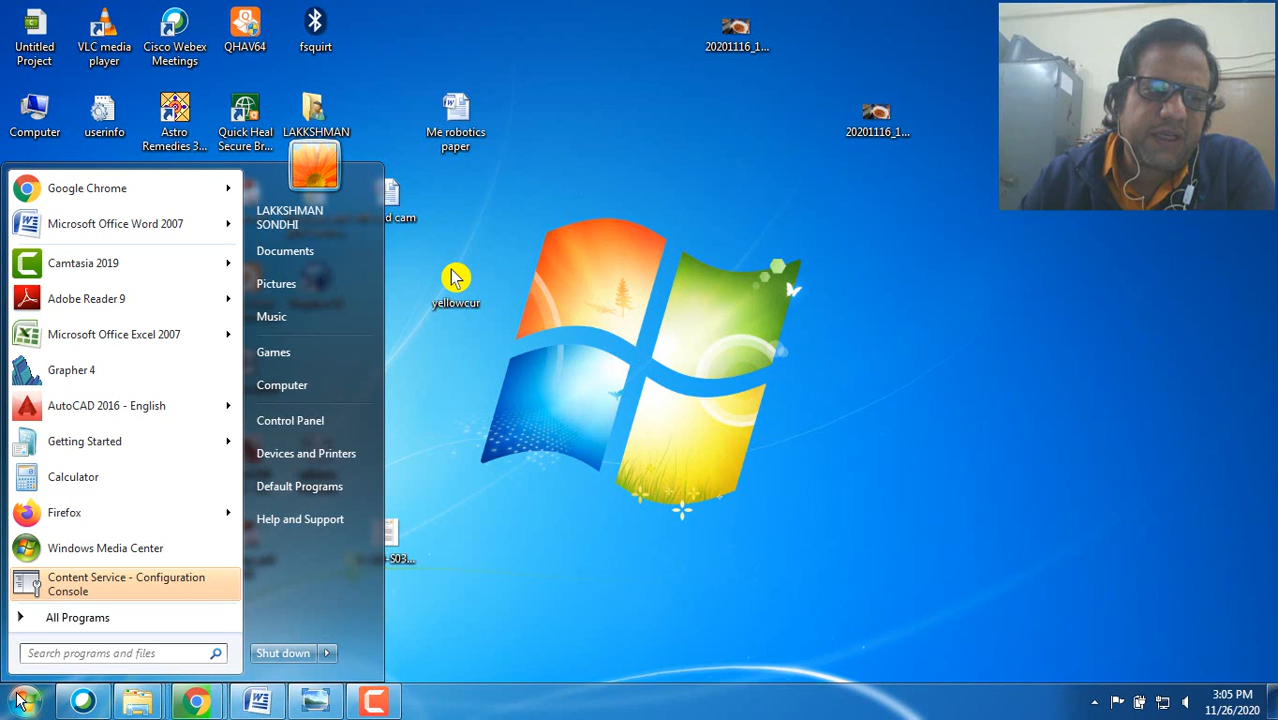 Untitled
Project
VLC media
player
Cisco Webex
Meetings
QHAV64
fsquirt
20201116_1...
Computer
userinfo
Astro
Remedies 3...
Quick Heal
Secure Br...
LAKKSHMAN
Me robotics
paper
20201116_1...
d cam
yellowcur
-S03...
Google Chrome
Microsoft Office Word 2007
Camtasia 2019
Adobe Reader 9
Microsoft Office Excel 2007
Grapher 4
AutoCAD 2016 - English
Getting Started
Calculator
Firefox
Windows Media Center
Content Service - Configuration
Console
All Programs
Search programs and files
LAKKSHMAN
SONDHI
Documents
Pictures
Music
Games
Computer
Control Panel
Devices and Printers
Default Programs
Help and Support
Shut down
3:05 PM
11/26/2020